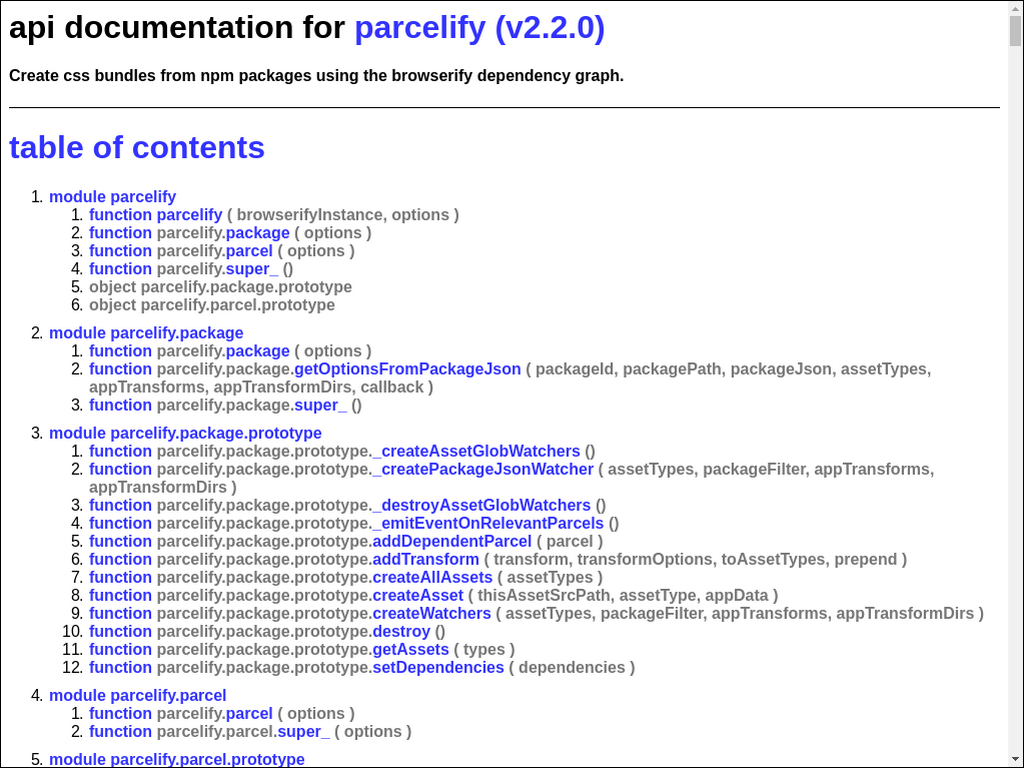 api documentation for parcelify (v2.2.0)
Create css bundles from npm packages using the browserify dependency graph.
table of contents
1. module parcelify
1. function parcelify ( browserifyInstance, options )
2. function parcelify.package ( options )
3. function parcelify.parcel ( options )
4. function parcelify.super_ ()
5. object parcelify.package.prototype
6. object parcelify.parcel.prototype
2. module parcelify.package
1. function parcelify.package ( options )
2. function parcelify.package.getOptionsFromPackageJson ( packageId, packagePath, packageJson, assetTypes,
appTransforms, appTransformDirs, callback )
3. function parcelify.package.super_ ()
3. module parcelify.package.prototype
1. function parcelify.package.prototype._createAssetGlobWatchers ()
2. function parcelify.package.prototype._createPackageJsonWatcher ( assetTypes, packageFilter, appTransforms,
appTransformDirs )
3. function parcelify.package.prototype._destroyAssetGlobWatchers ()
4. function parcelify.package.prototype._emitEventOnRelevantParcels ()
5. function parcelify.package.prototype.addDependentParcel ( parcel )
6. function parcelify.package.prototype.addTransform ( transform, transformOptions, toAssetTypes, prepend )
7. function parcelify.package.prototype.createAllAssets ( assetTypes )
8. function parcelify.package.prototype.createAsset ( thisAssetSrcPath, assetType, appData )
9. function parcelify.package.prototype.createWatchers ( assetTypes, packageFilter, appTransforms, appTransformDirs )
10. function parcelify.package.prototype.destroy ()
11. function parcelify.package.prototype.getAssets ( types )
12. function parcelify.package.prototype.setDependencies ( dependencies )
4. module parcelify.parcel
1. function parcelify.parcel ( options )
2. function parcelify.parcel.super_ ( options )
5. module parcelify.parcel.prototype